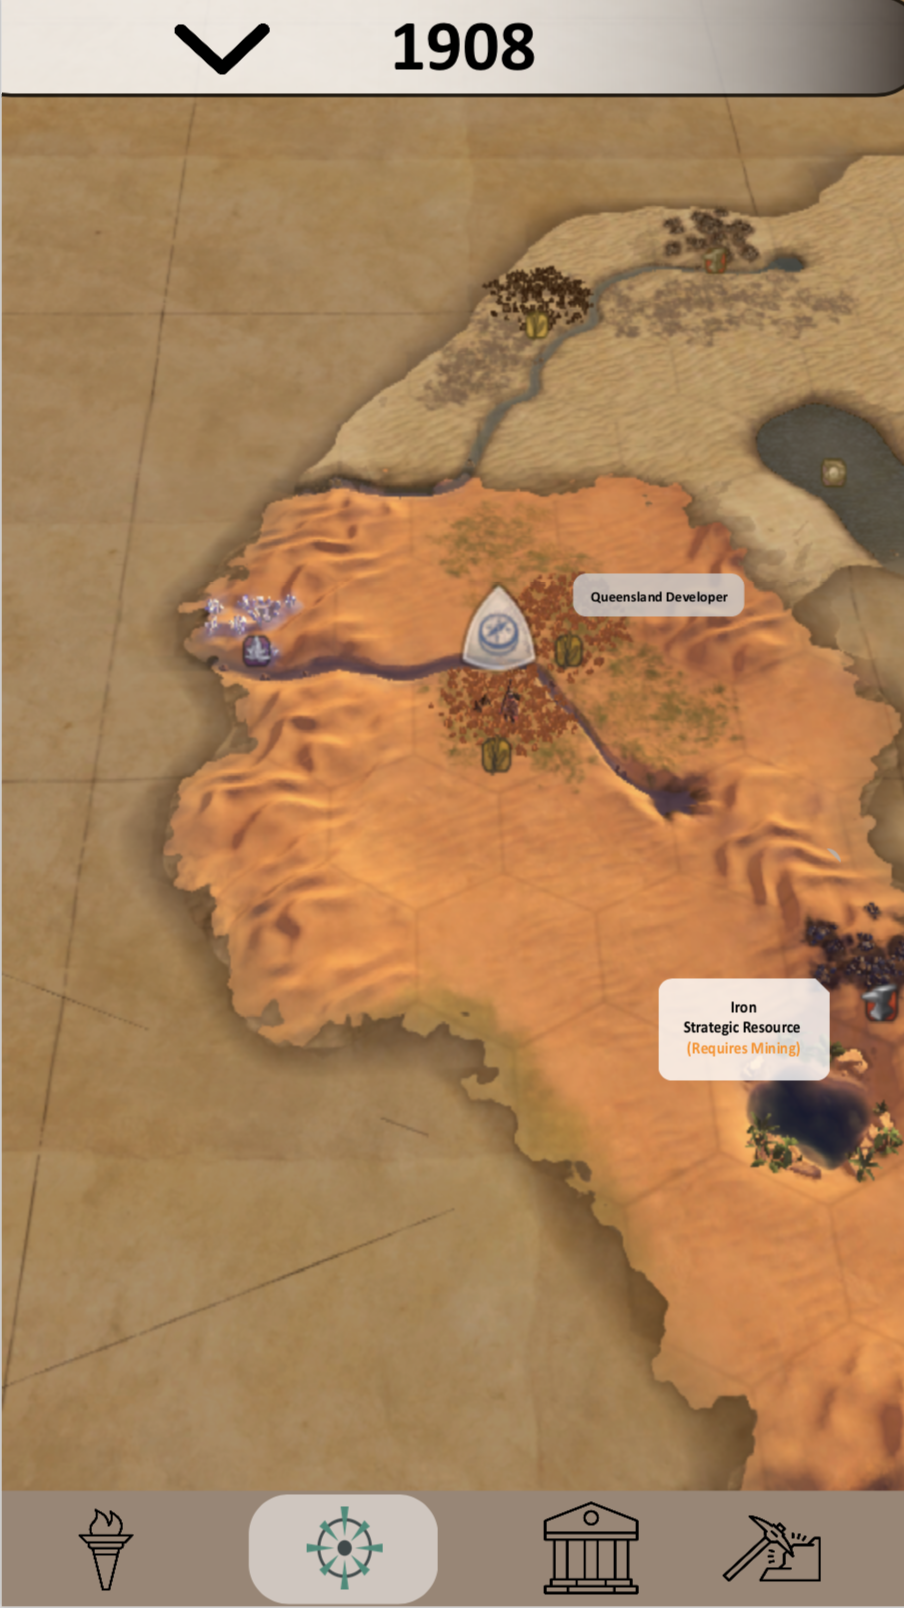 1908
Queensland Developer
Iron
Strategic Resource
(Requires Mining)